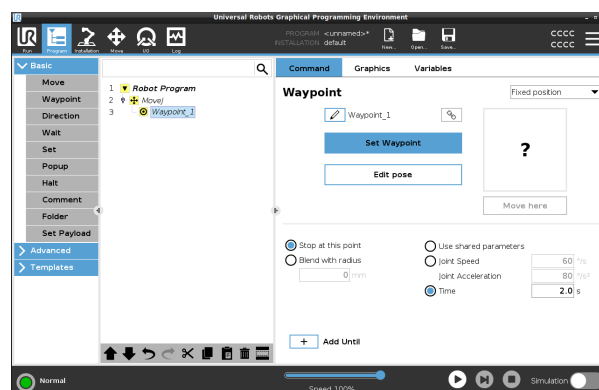 Universal Robots Graphical Programming Environment
Run
Program
Installation
Move
I/O
Log
PROGRAM <unnamed>*
INSTALLATION default
New...
Open...
Save...
CCCC
CCCC
Basic
Move
Waypoint
Direction
Wait
Set
Popup
Halt
Comment
Folder
Set Payload
Advanced
Templates
1 Robot Program
2 MoveJ
3 Waypoint_1
Command Graphics Variables
Waypoint
Fixed position
Waypoint_1
Set Waypoint
Edit pose
?
Move here
Stop at this point
Blend with radius
0 mm
Use shared parameters
Joint Speed 60 °/s
Joint Acceleration 80 °/s²
Time 2.0 s
+ Add Until
Normal
Speed 100%
Simulation